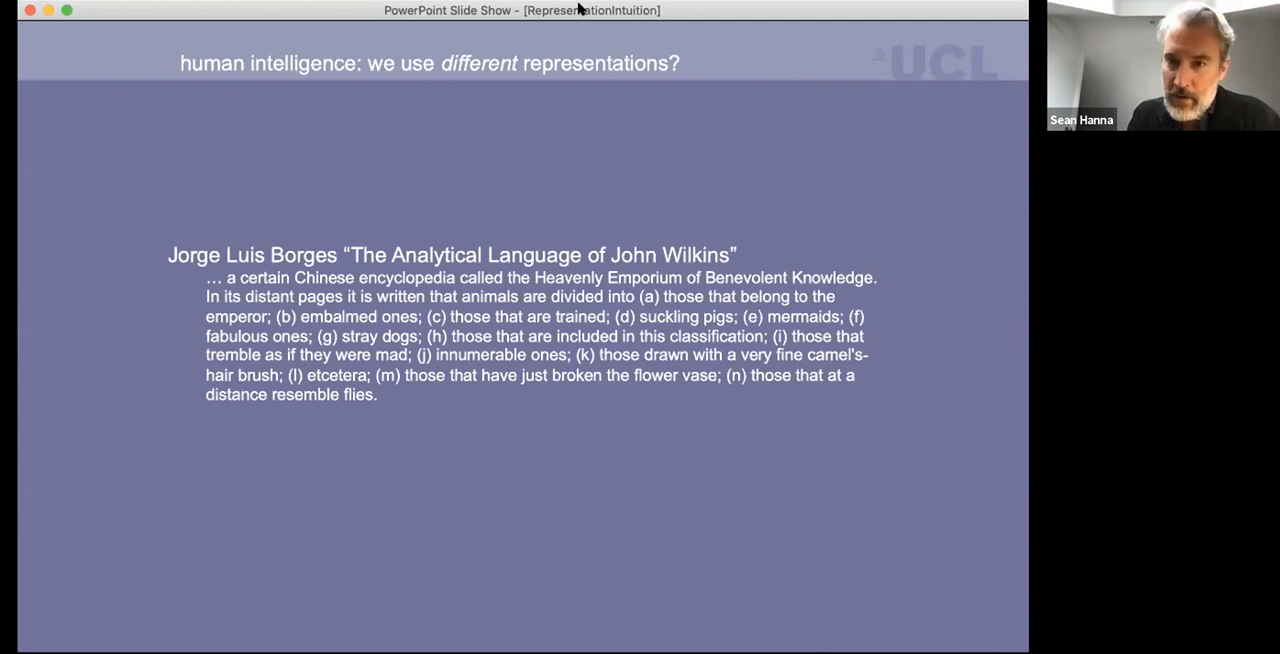 PowerPoint Slide Show - [RepresentationIntuition]
human intelligence: we use different representations?
UCL
Sean Hanna
Jorge Luis Borges “The Analytical Language of John Wilkins”
… a certain Chinese encyclopedia called the Heavenly Emporium of Benevolent Knowledge.
In its distant pages it is written that animals are divided into (a) those that belong to the
emperor; (b) embalmed ones; (c) those that are trained; (d) suckling pigs; (e) mermaids; (f)
fabulous ones; (g) stray dogs; (h) those that are included in this classification; (i) those that
tremble as if they were mad; (j) innumerable ones; (k) those drawn with a very fine camel's-
hair brush; (l) etcetera; (m) those that have just broken the flower vase; (n) those that at a
distance resemble flies.